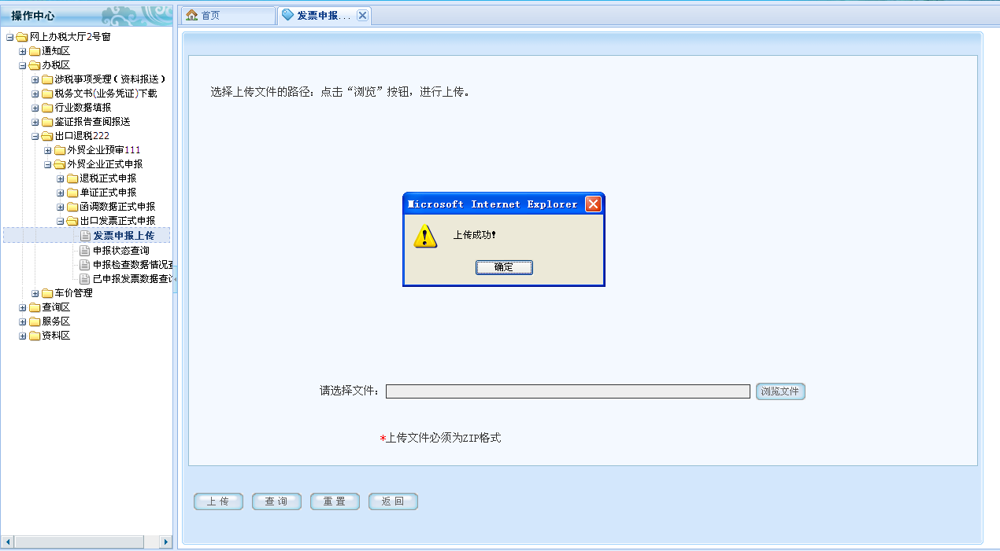 操作中心
网上办税大厅2号窗
通知区
办税区
涉税事项受理(资料报送)
税务文书(业务凭证)下载
行业数据填报
鉴证报告查阅报送
出口退税222
外贸企业预审111
外贸企业正式申报
退税正式申报
单证正式申报
函调数据正式申报
出口发票正式申报
发票申报上传
申报状态查询
申报检查数据情况查
已申报发票数据查询
车价管理
查询区
服务区
资料区
首页
发票申报...
选择上传文件的路径：点击“浏览”按钮，进行上传。
Microsoft Internet Explorer
上传成功!
确定
请选择文件：
浏览文件
*上传文件必须为ZIP格式
上 传
查 询
重 置
返 回